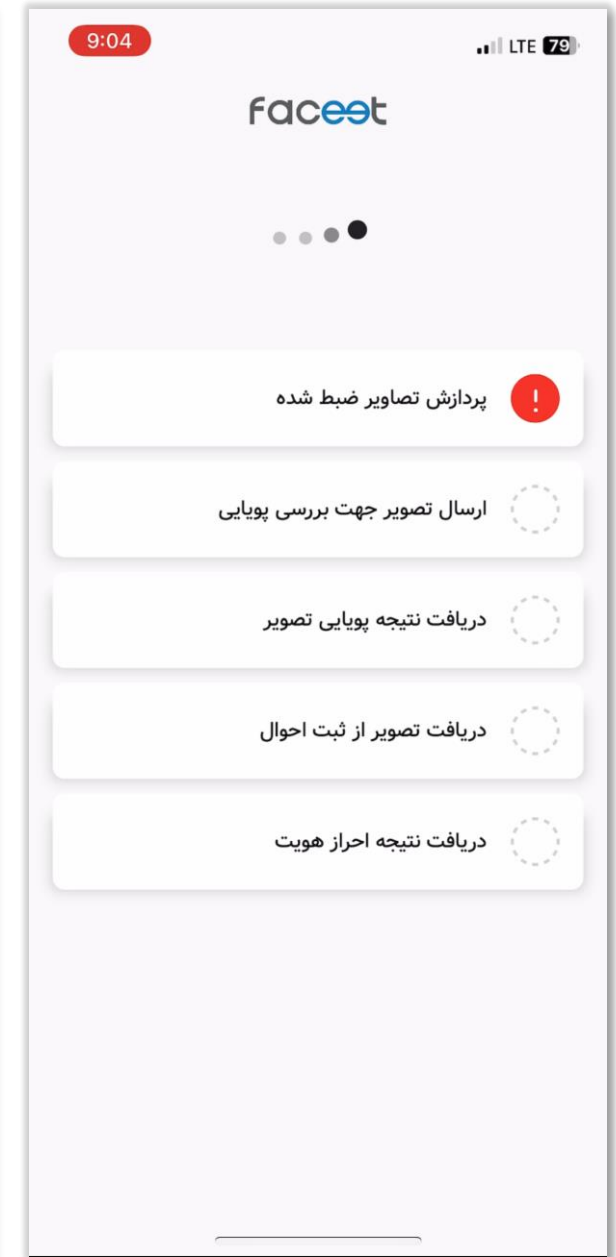 9:04
LTE 79
faceet
پردازش تصاویر ضبط شده
ارسال تصویر جهت بررسی پویایی
دریافت نتیجه پویایی تصویر
دریافت تصویر از ثبت احوال
دریافت نتیجه احراز هویت